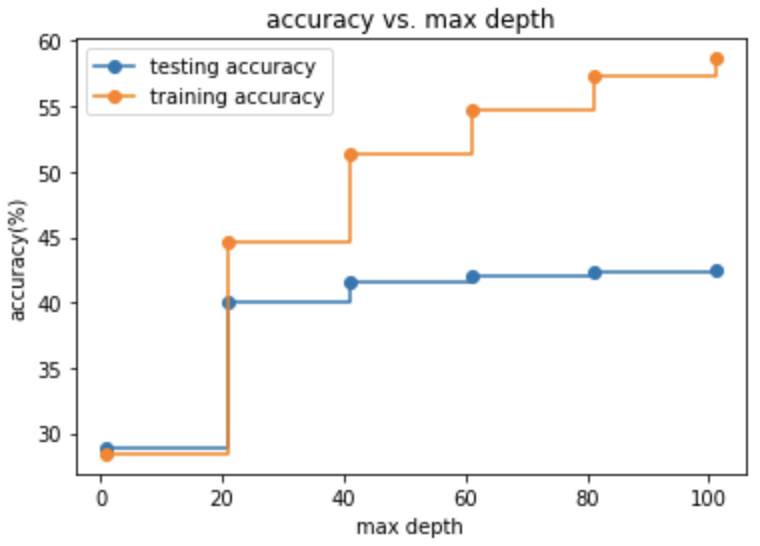 accuracy vs. max depth
testing accuracy
training accuracy
60
55
50
45
40
35
30
accuracy(%)
0 20 40 60 80 100
max depth